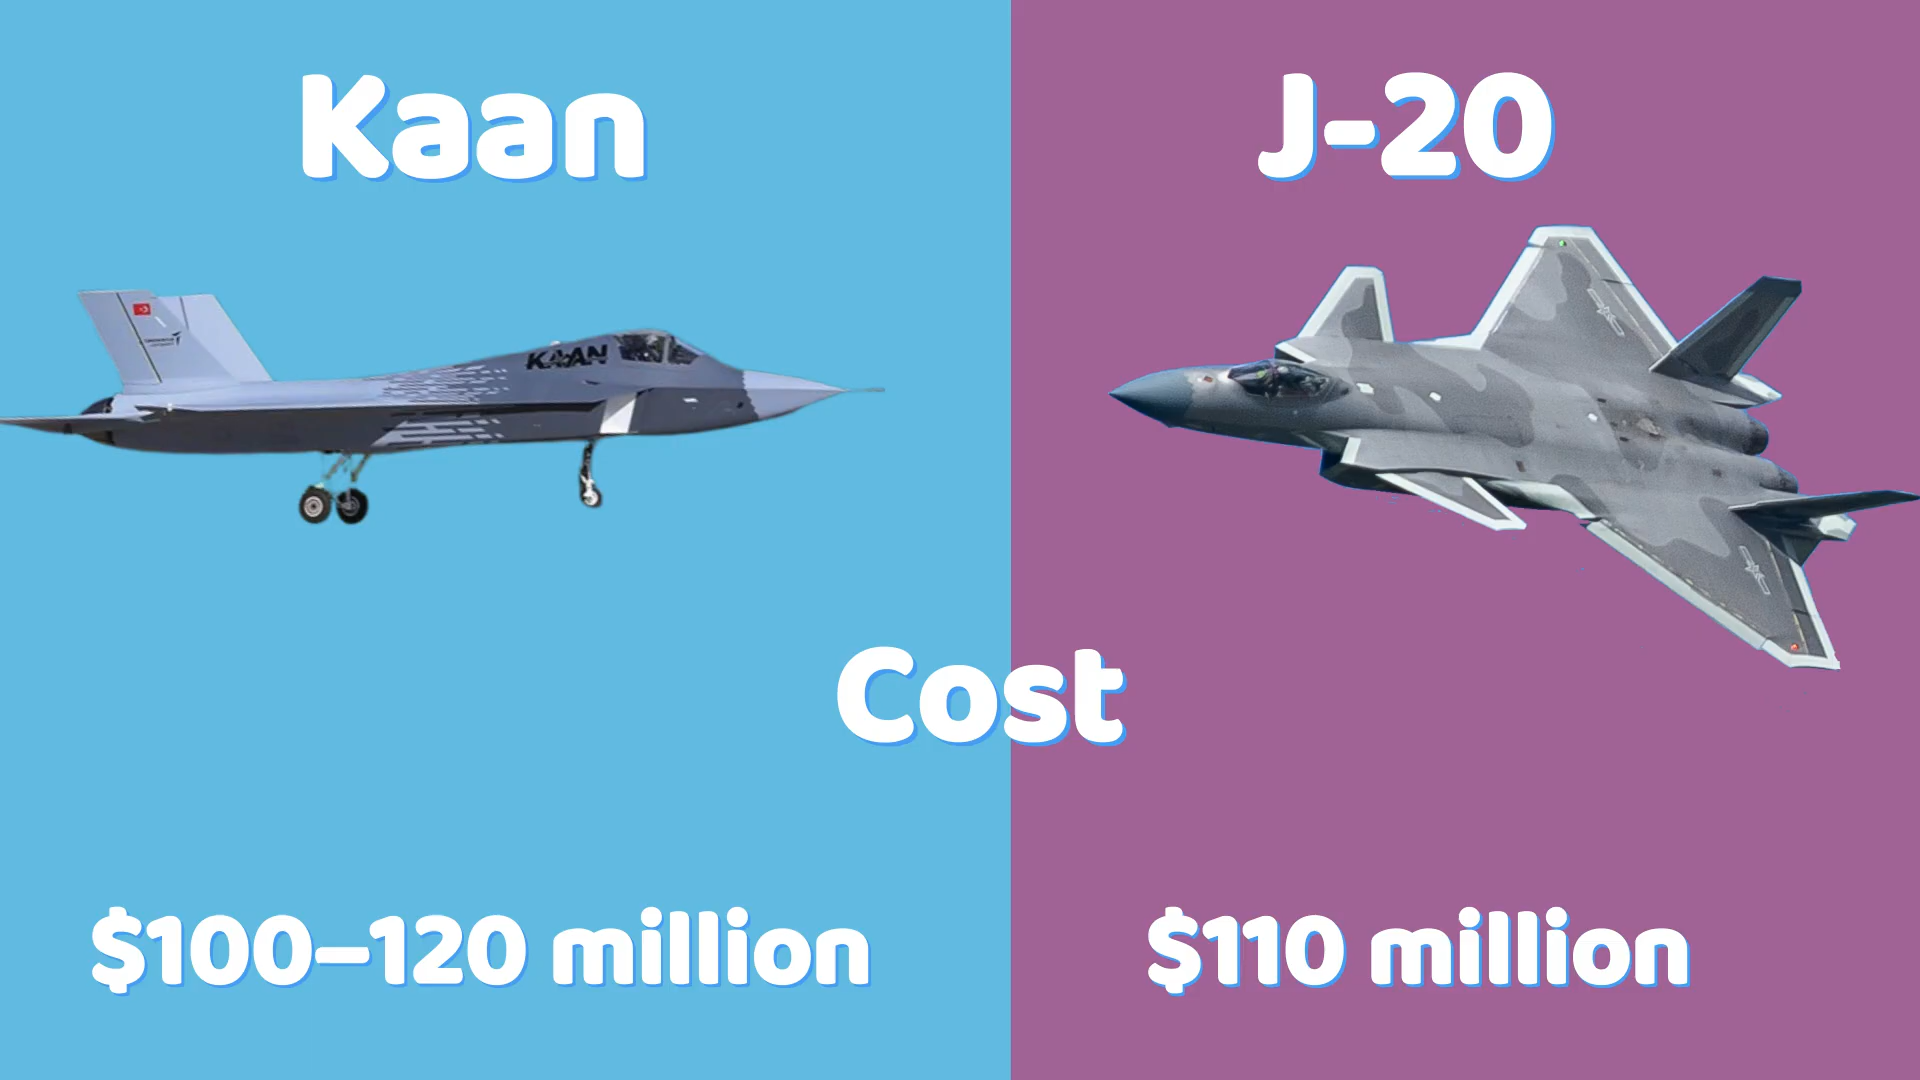 Kaan
J-20
KAAN
Cost
$100–120 million
$110 million